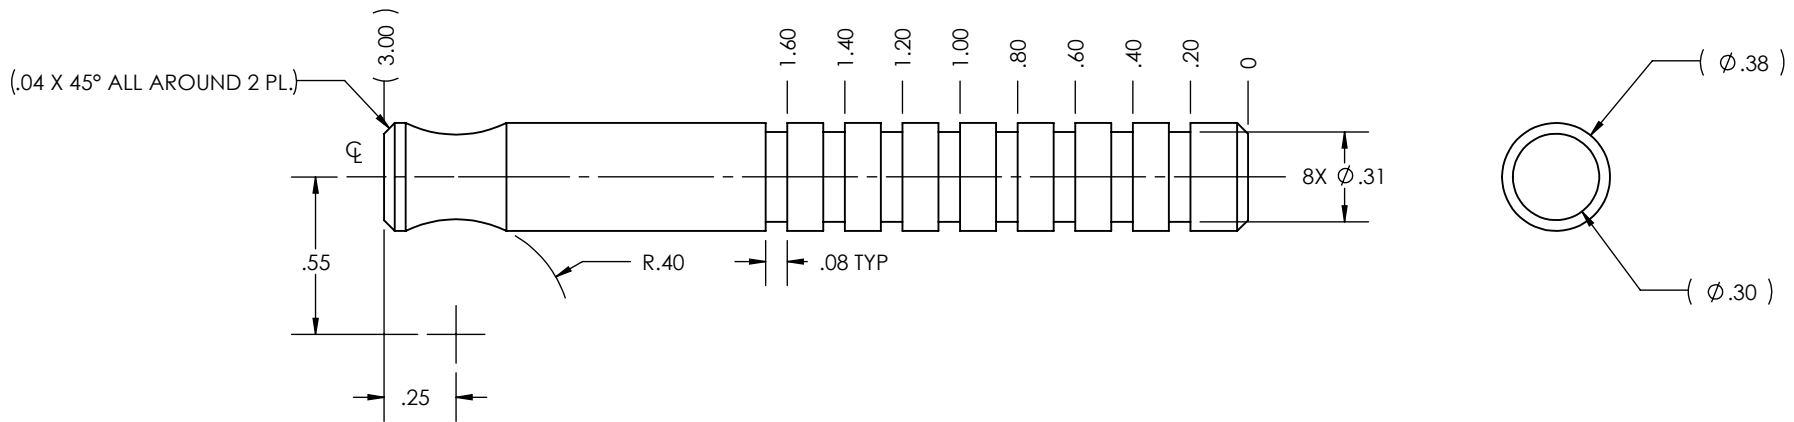 (.04 X 45° ALL AROUND 2 PL.)
(3.00)
1.60
1.40
1.20
1.00
.80
.60
.40
.20
0
( Ø.38 )
℄
8X Ø.31
.55
R.40
.08 TYP
( Ø.30 )
.25